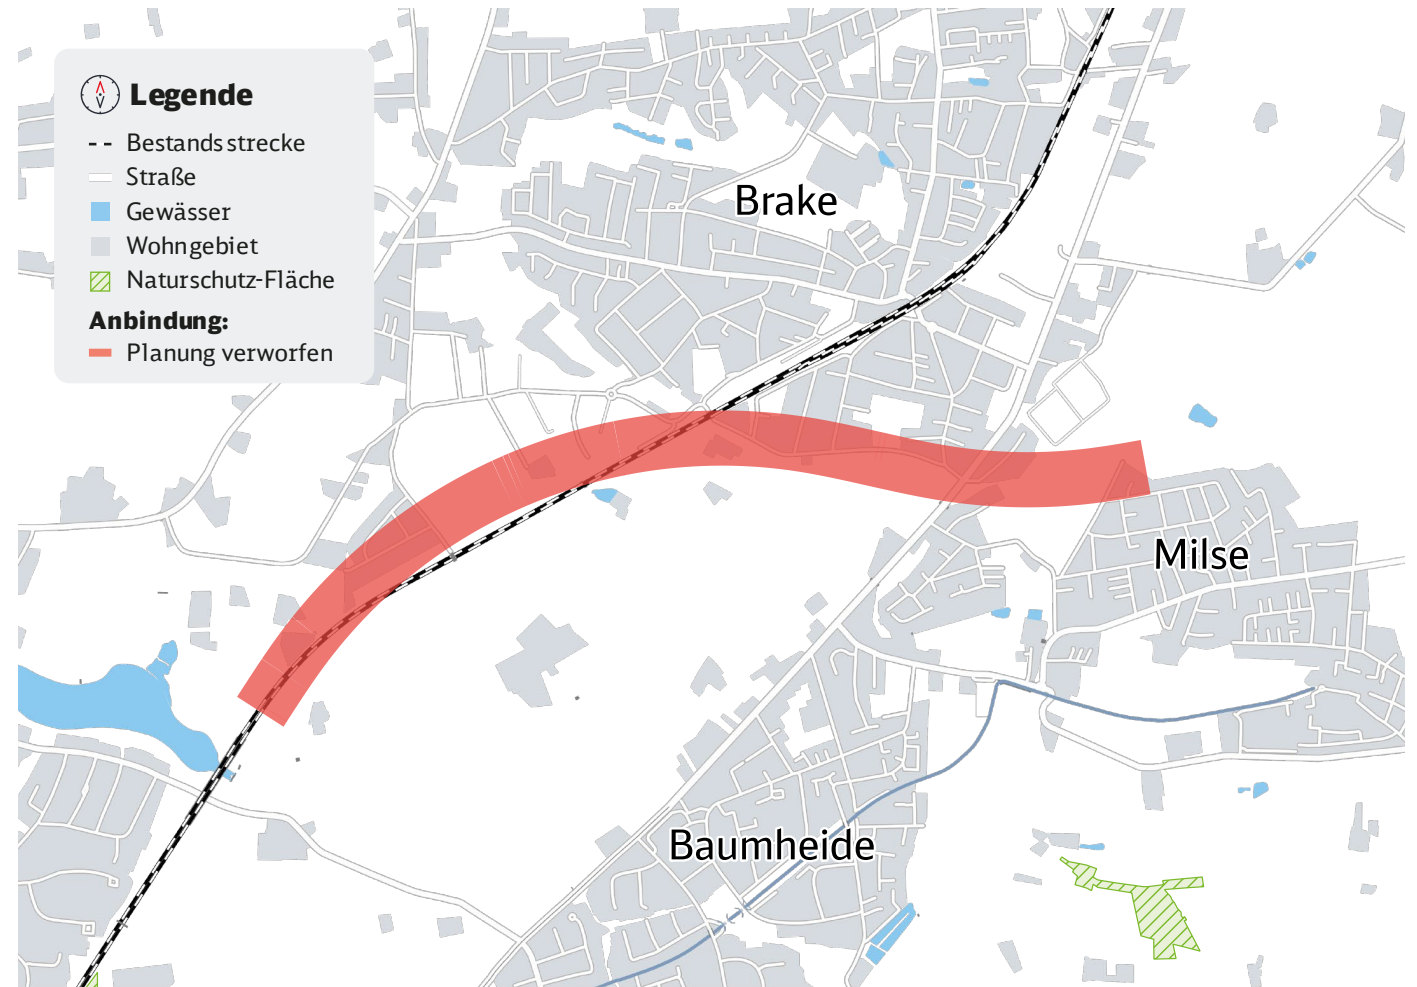 Legende
Bestandsstrecke
Straße
Gewässer
Wohngebiet
Naturschutz-Fläche
Anbindung:
Planung verworfen
Brake
Milse
Baumheide